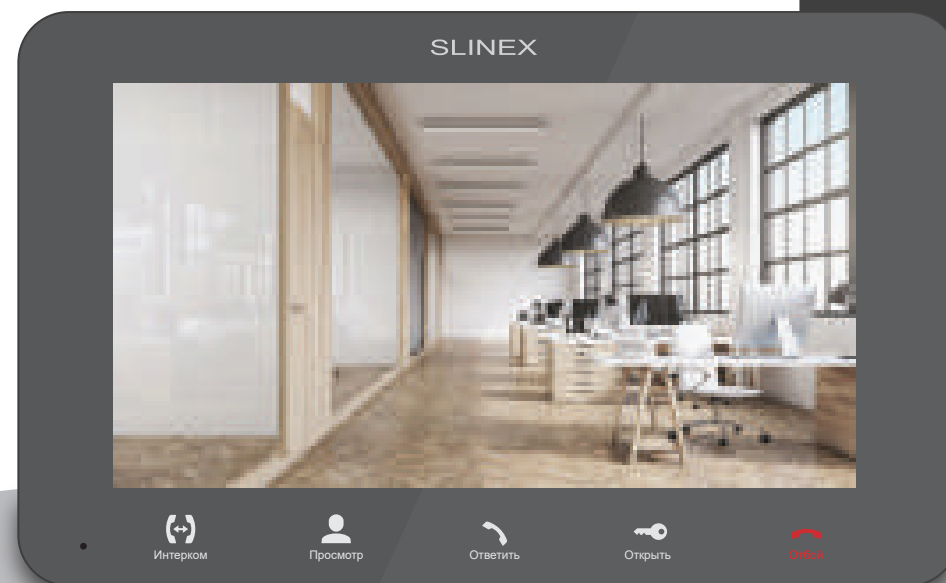 SLINEX
Интерком
Просмотр
Ответить
Открыть
Отбой